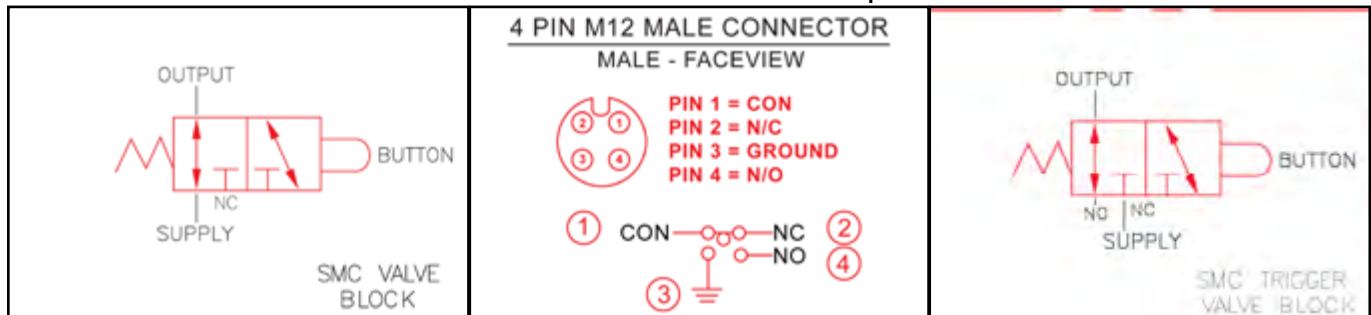 OUTPUT
BUTTON
NC
SUPPLY
SMC VALVE
BLOCK
4 PIN M12 MALE CONNECTOR
MALE - FACEVIEW
2 1
3 4
PIN 1 = CON
PIN 2 = N/C
PIN 3 = GROUND
PIN 4 = N/O
1 CON NC 2
NO 4
3
OUTPUT
BUTTON
NO NC
SUPPLY
SMC TRIGGER
VALVE BLOCK